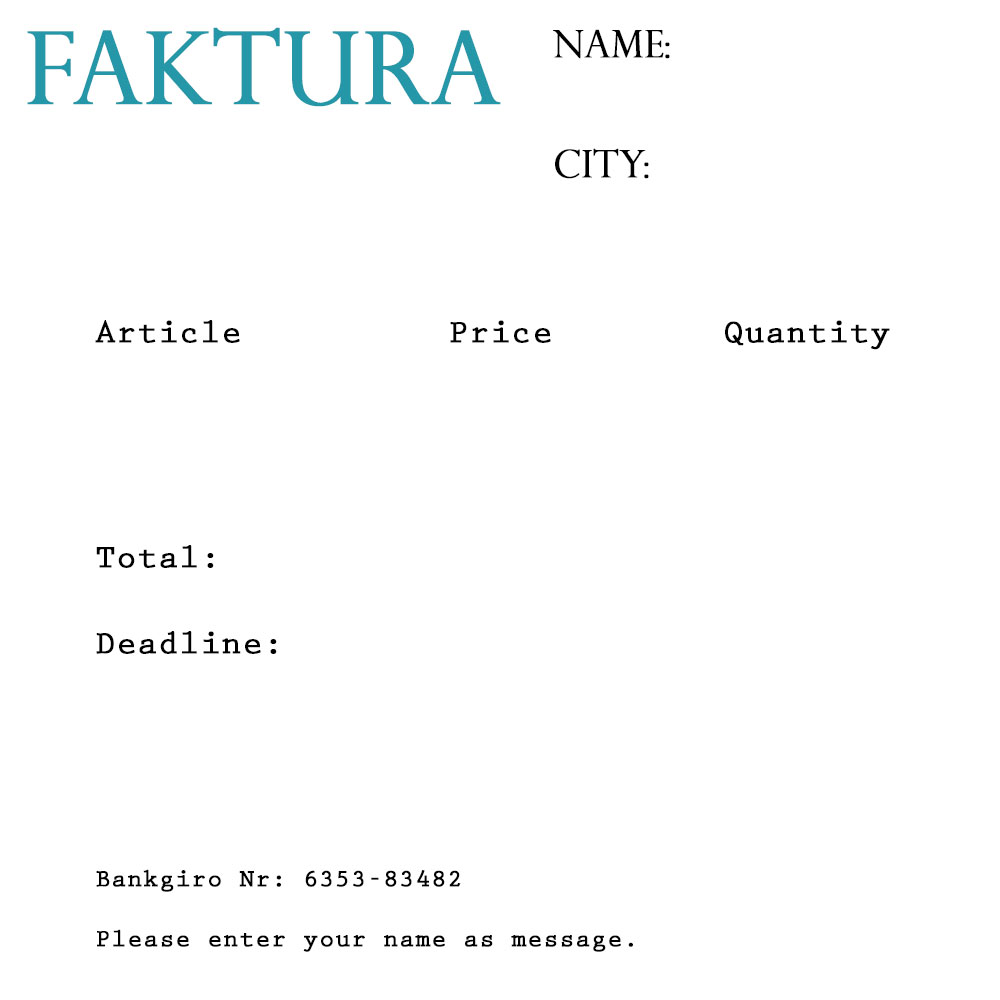 FAKTURA
NAME:
CITY:
Article Price Quantity
Total:
Deadline:
Bankgiro Nr: 6353-83482
Please enter your name as message.